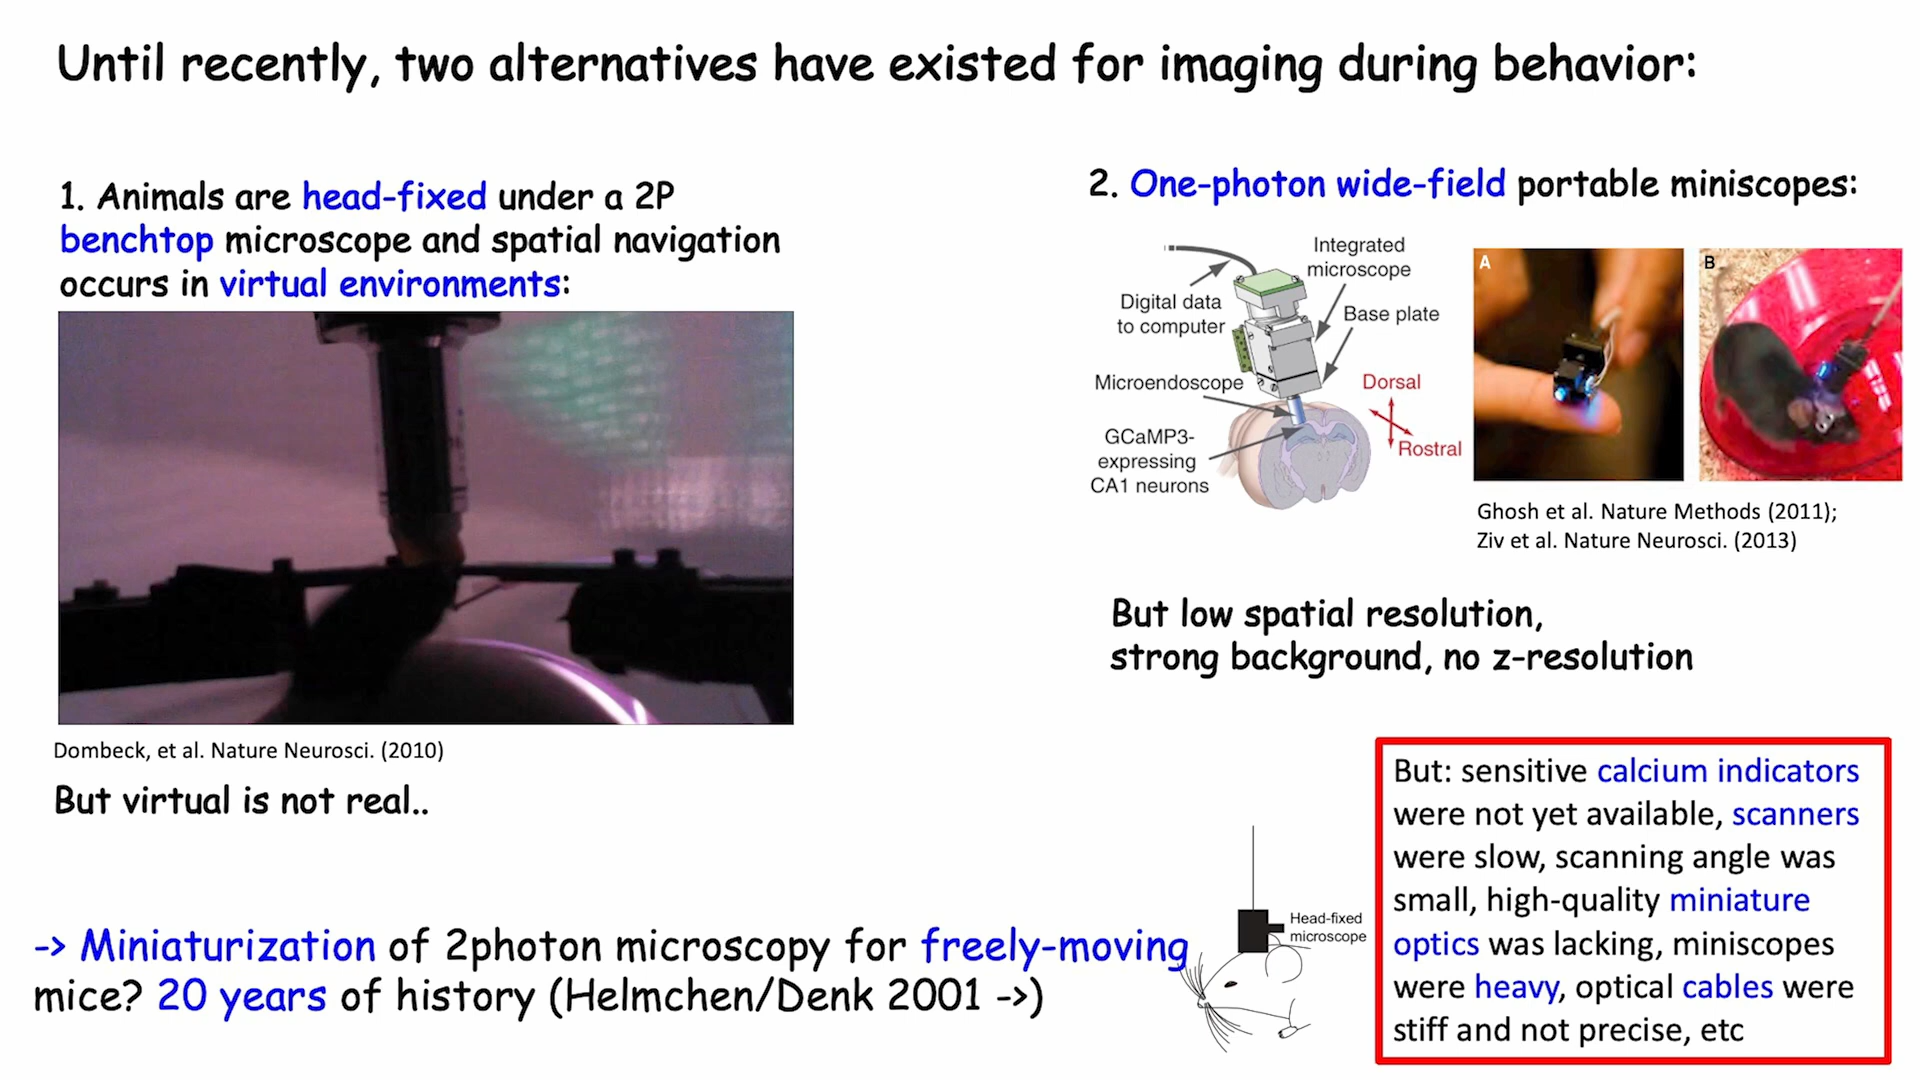 Until recently, two alternatives have existed for imaging during behavior:
1. Animals are head-fixed under a 2P
benchtop microscope and spatial navigation
occurs in virtual environments:
Dombeck, et al. Nature Neurosci. (2010)
But virtual is not real..
2. One-photon wide-field portable miniscopes:
Integrated
microscope
Digital data
to computer
Base plate
Microendoscope
Dorsal
GCaMP3-
expressing
CA1 neurons
Rostral
A
B
Ghosh et al. Nature Methods (2011);
Ziv et al. Nature Neurosci. (2013)
But low spatial resolution,
strong background, no z-resolution
-> Miniaturization of 2photon microscopy for freely-moving
mice? 20 years of history (Helmchen/Denk 2001 ->)
Head-fixed
microscope
But: sensitive calcium indicators
were not yet available, scanners
were slow, scanning angle was
small, high-quality miniature
optics was lacking, miniscopes
were heavy, optical cables were
stiff and not precise, etc